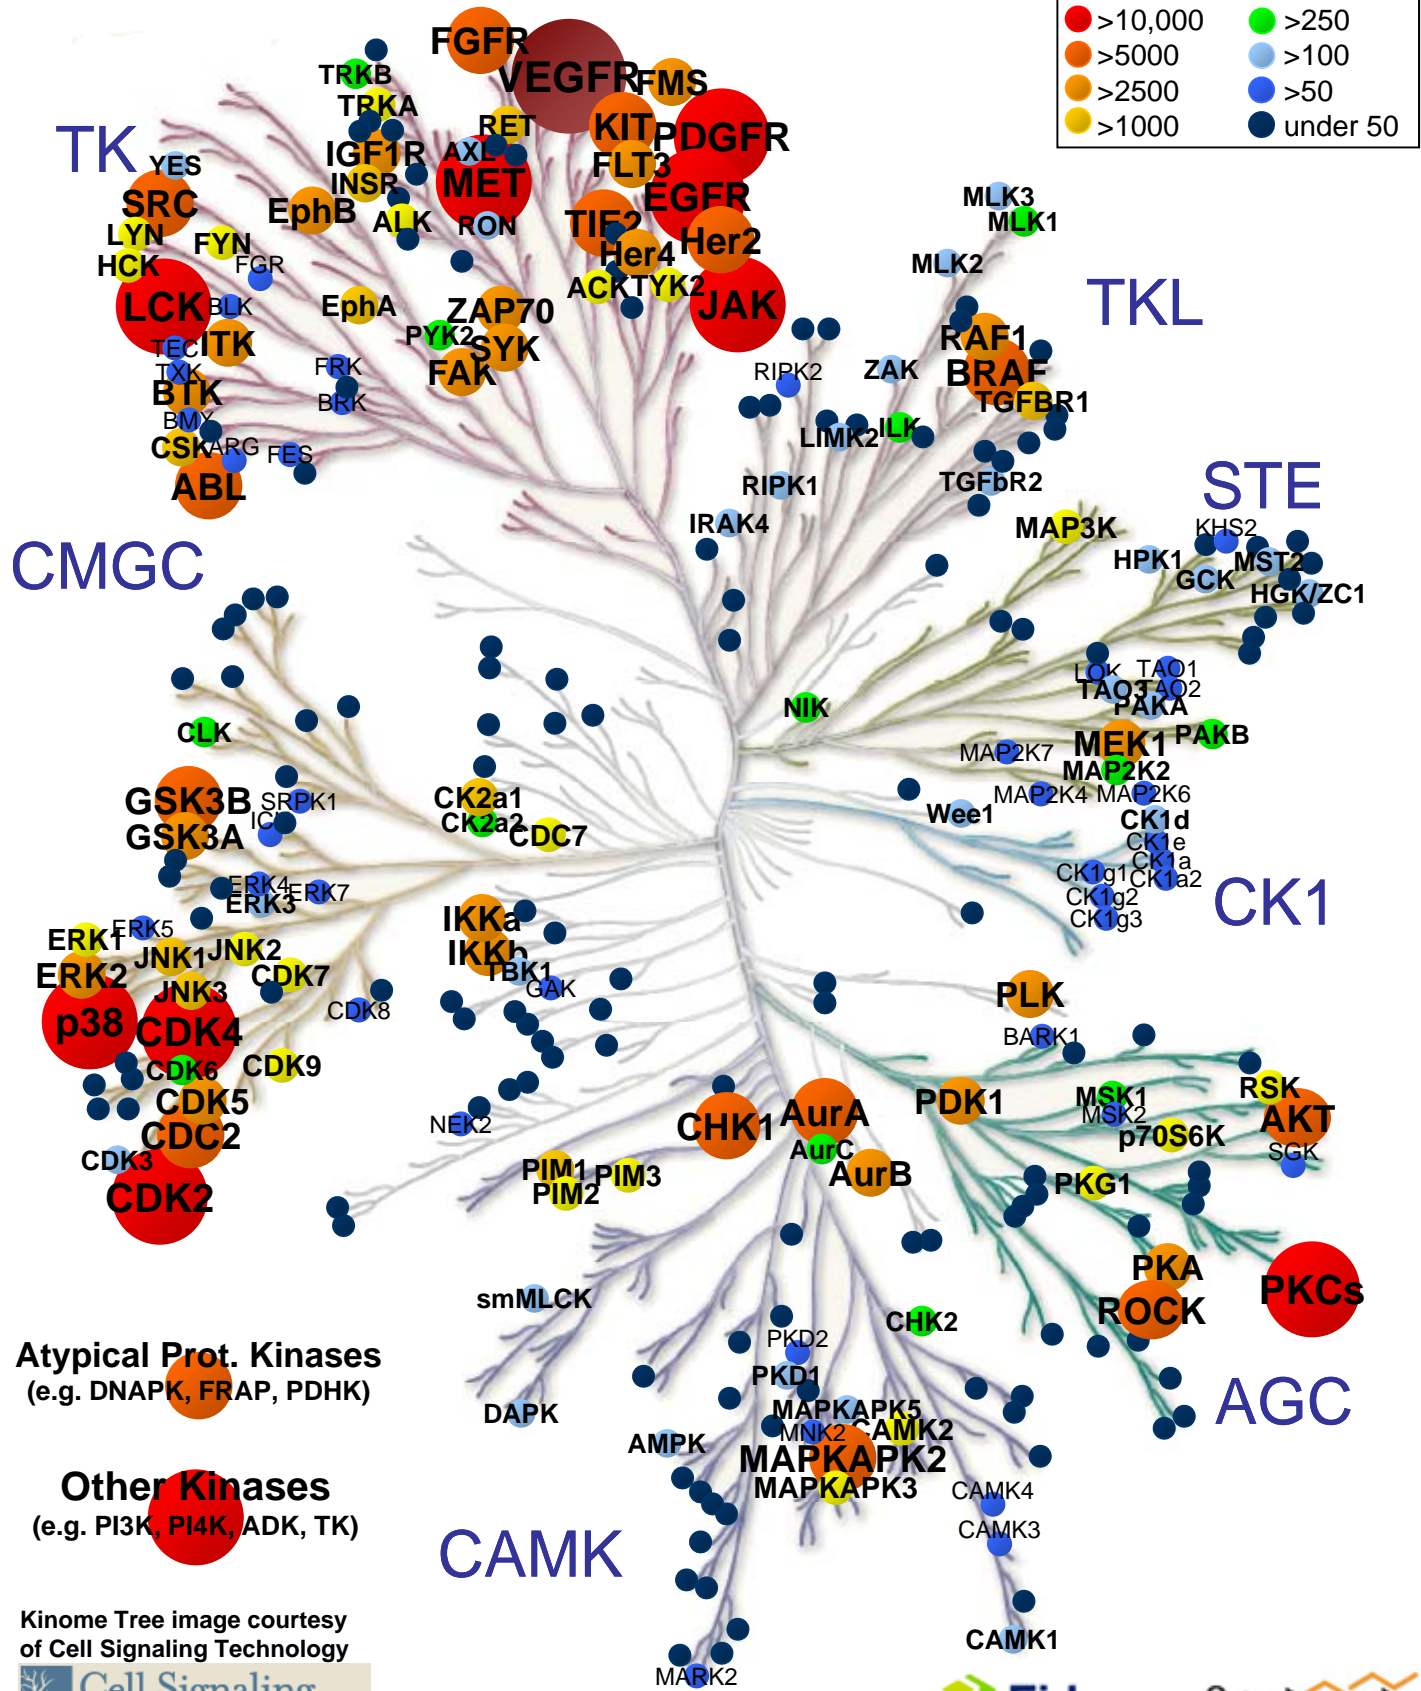 >10,000
>5000
>2500
>1000
>250
>100
>50
under 50
TK
TKL
STE
CMGC
CK1
AGC
CAMK
FGFR
VEGFR
FMS
TRKB
TRKA
RET
KIT
PDGFR
IGF1R
AXL
FLT3
YES
INSR
MET
EGFR
SRC
EphB
ALK
RON
TIE2
Her2
LYN
FYN
Her4
HCK
FGR
ACK
TYK2
LCK
BLK
EphA
ZAP70
JAK
PYK2
SYK
TEC
ITK
TXK
FRK
FAK
BTK
BRK
BMX
CSK
ARG
FES
ABL
MLK3
MLK1
MLK2
RAF1
RIPK2
ZAK
BRAF
TGFBR1
LIMK2
ILK
RIPK1
TGFbR2
IRAK4
MAP3K
KHS2
HPK1
MST2
GCK
HGK/ZC1
LOK
TAO1
TAO3
TAO2
PAKA
NIK
PAKB
MEK1
MAP2K7
MAP2K2
MAP2K4
MAP2K6
Wee1
CK1d
CK1e
CK1a
CK1g1
CK1a2
CK1g2
CK1g3
CLK
GSK3B
SRPK1
GSK3A
CK2a1
CK2a2
CDC7
ERK4
ERK7
ERK3
ERK5
ERK1
JNK1
JNK2
ERK2
CDK7
JNK3
p38
CDK4
CDK8
CDK6
CDK9
CDK5
CDC2
CDK3
CDK2
IKKa
IKKb
TBK1
GAK
NEK2
PLK
BARK1
PDK1
MSK1
MSK2
RSK
AKT
p70S6K
SGK
PKG1
PKA
ROCK
PKCs
CHK1
AurA
AurC
AurB
PIM1
PIM3
PIM2
smMLCK
CHK2
PKD2
PKD1
DAPK
MAPKAPK5
CAMK2
MNK2
AMPK
MAPKAPK2
MAPKAPK3
CAMK4
CAMK3
CAMK1
MARK2
Atypical Prot. Kinases
(e.g. DNAPK, FRAP, PDHK)
Other Kinases
(e.g. PI3K, PI4K, ADK, TK)
Kinome Tree image courtesy
of Cell Signaling Technology
Cell Signaling